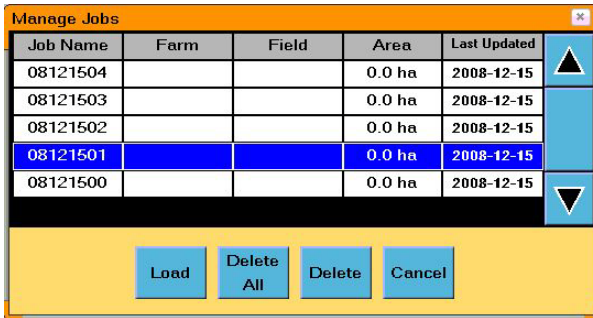 Manage Jobs
Job Name Farm Field Area Last Updated
08121504 0.0 ha 2008-12-15
08121503 0.0 ha 2008-12-15
08121502 0.0 ha 2008-12-15
08121501 0.0 ha 2008-12-15
08121500 0.0 ha 2008-12-15
Load Delete All Delete Cancel